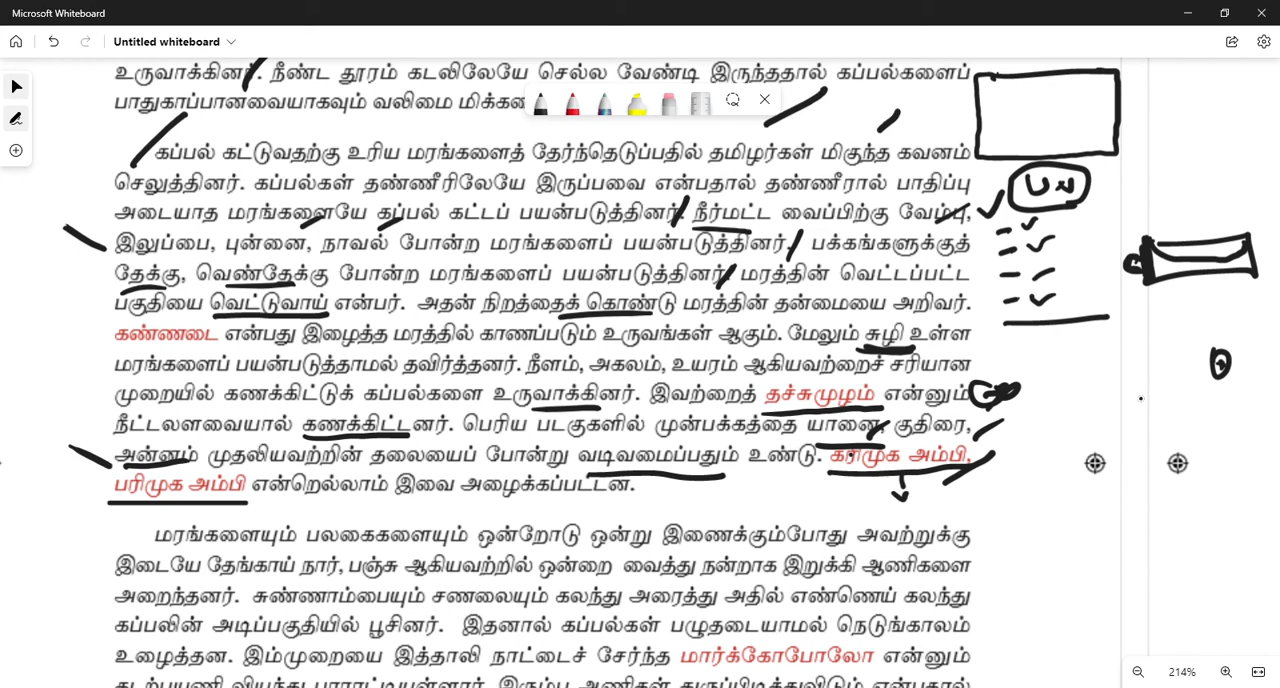 Microsoft Whiteboard
Untitled whiteboard
உருவாக்கினர். நீண்ட தூரம் கடலிலேயே செல்ல வேண்டி இருந்ததால் கப்பல்களைப்
பாதுகாப்பானவையாகவும் வலிமை மிக்க
கப்பல் கட்டுவதற்கு உரிய மரங்களைத் தேர்ந்தெடுப்பதில் தமிழர்கள் மிகுந்த கவனம்
செலுத்தினர். கப்பல்கள் தண்ணீரிலேயே இருப்பவை என்பதால் தண்ணீரால் பாதிப்பு
அடையாத மரங்களையே கப்பல் கட்டப் பயன்படுத்தினர். நீர்மட்ட வைப்பிற்கு வேம்பு,
இலுப்பை, புன்னை, நாவல் போன்ற மரங்களைப் பயன்படுத்தினர். பக்கங்களுக்குத்
தேக்கு, வெண்தேக்கு போன்ற மரங்களைப் பயன்படுத்தினர். மரத்தின் வெட்டப்பட்ட
பகுதியை வெட்டுவாய் என்பர். அதன் நிறத்தைக் கொண்டு மரத்தின் தன்மையை அறிவர்.
கண்ணடை என்பது இழைத்த மரத்தில் காணப்படும் உருவங்கள் ஆகும். மேலும் சுழி உள்ள
மரங்களைப் பயன்படுத்தாமல் தவிர்த்தனர். நீளம், அகலம், உயரம் ஆகியவற்றைச் சரியான
முறையில் கணக்கிட்டுக் கப்பல்களை உருவாக்கினர். இவற்றைத் தச்சுமுழம் என்னும்
நீட்டலளவையால் கணக்கிட்டனர். பெரிய படகுகளில் முன்பக்கத்தை யானை, குதிரை,
அன்னம் முதலியவற்றின் தலையைப் போன்று வடிவமைப்பதும் உண்டு. கரிமுக அம்பி,
பரிமுக அம்பி என்றெல்லாம் இவை அழைக்கப்பட்டன.
மரங்களையும் பலகைகளையும் ஒன்றோடு ஒன்று இணைக்கும்போது அவற்றுக்கு
இடையே தேங்காய் நார், பஞ்சு ஆகியவற்றில் ஒன்றை வைத்து நன்றாக இறுக்கி ஆணிகளை
அறைந்தனர். சுண்ணாம்பையும் சணலையும் கலந்து அரைத்து அதில் எண்ணெய் கலந்து
கப்பலின் அடிப்பகுதியில் பூசினர். இதனால் கப்பல்கள் பழுதடையாமல் நெடுங்காலம்
உழைத்தன. இம்முறையை இத்தாலி நாட்டைச் சேர்ந்த மார்க்கோபோலோ என்னும்
கடற்பயணி வியந்து பாராட்டியுள்ளார். இரும்பு ஆணிகள் துருப்பிடித்துவிடும் என்பதால்
214%